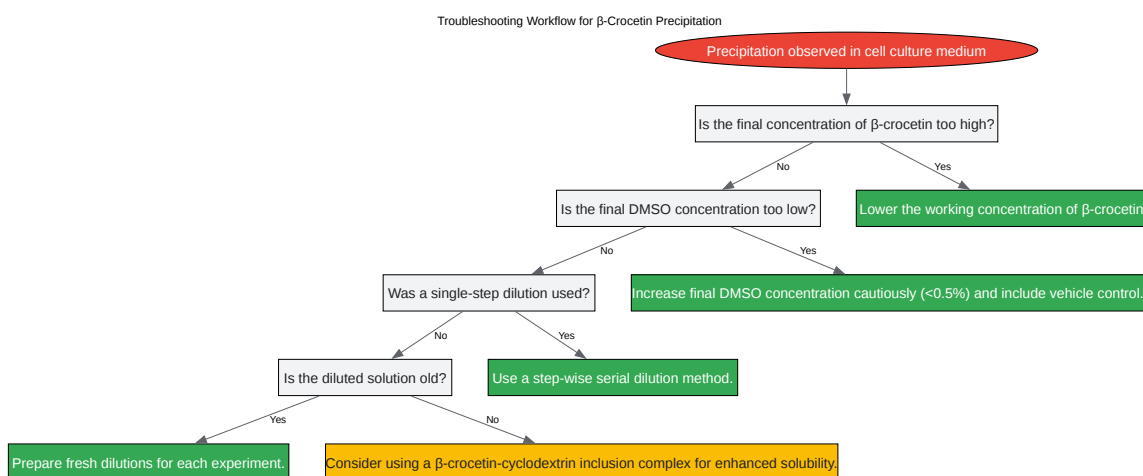 Troubleshooting Workflow for β-Crocetin Precipitation
Precipitation observed in cell culture medium
Is the final concentration of β-crocetin too high?
No
Yes
Is the final DMSO concentration too low?
Lower the working concentration of β-crocetin
No
Yes
Was a single-step dilution used?
Increase final DMSO concentration cautiously (<0.5%) and include vehicle control.
No
Yes
Is the diluted solution old?
Use a step-wise serial dilution method.
Yes
No
Prepare fresh dilutions for each experiment.
Consider using a β-crocetin-cyclodextrin inclusion complex for enhanced solubility.